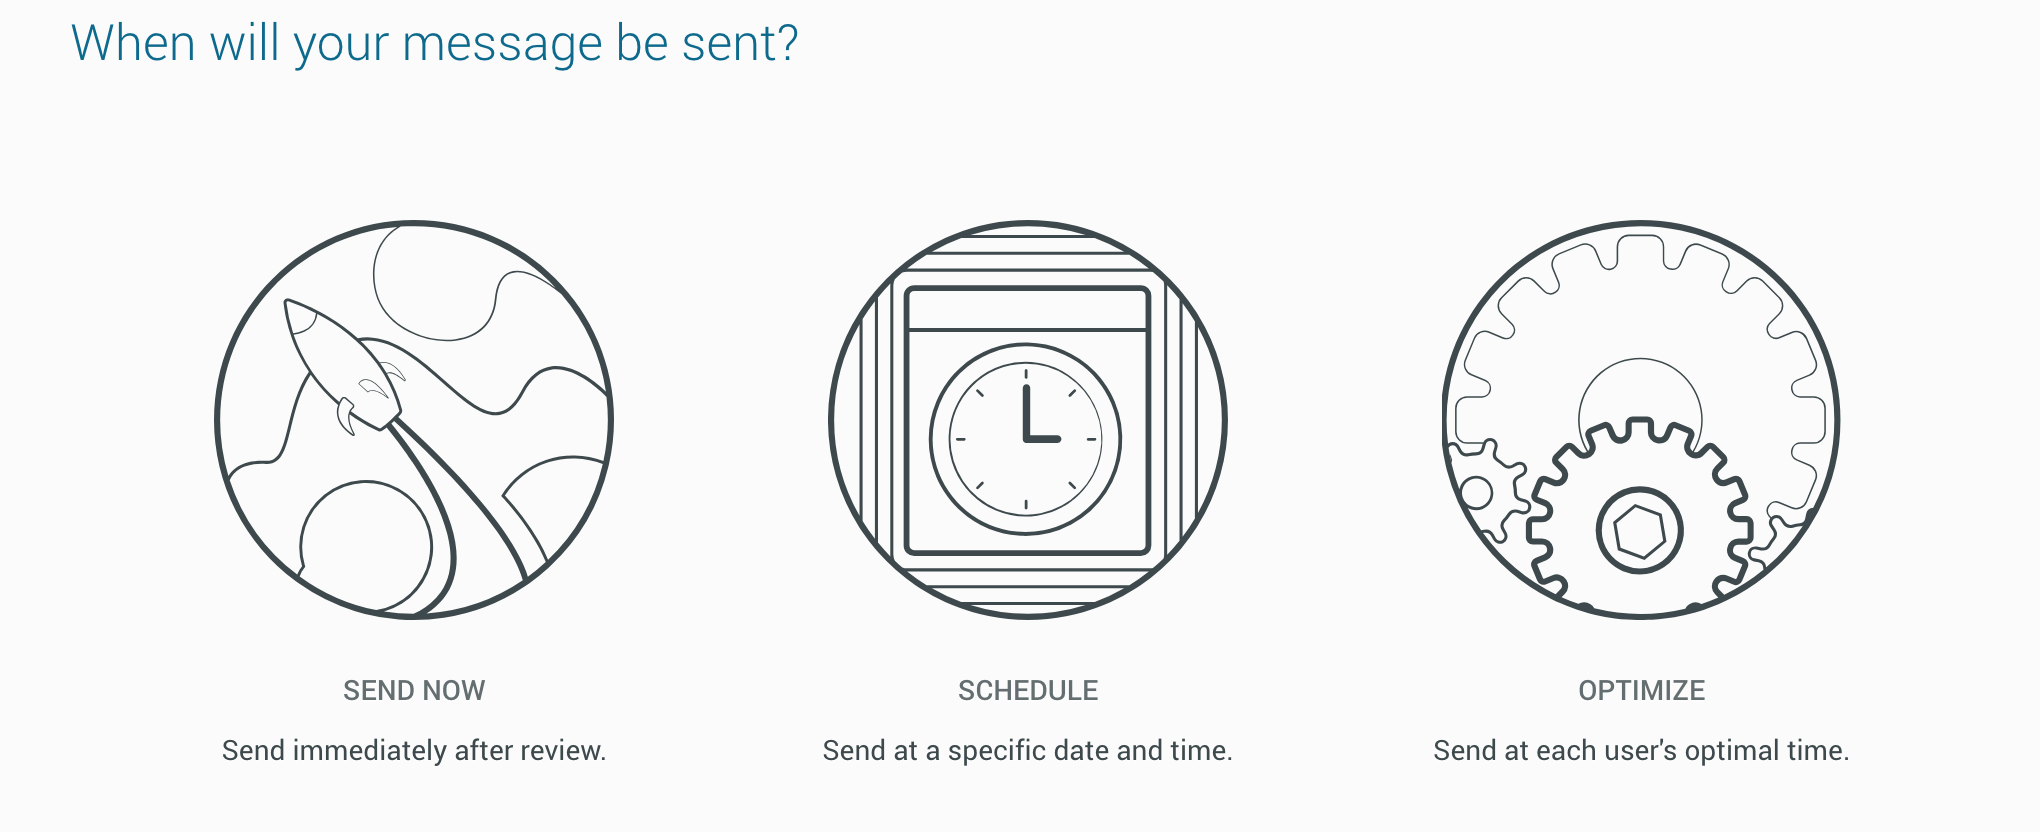 When will your message be sent?
SEND NOW
Send immediately after review.
SCHEDULE
Send at a specific date and time.
OPTIMIZE
Send at each user's optimal time.